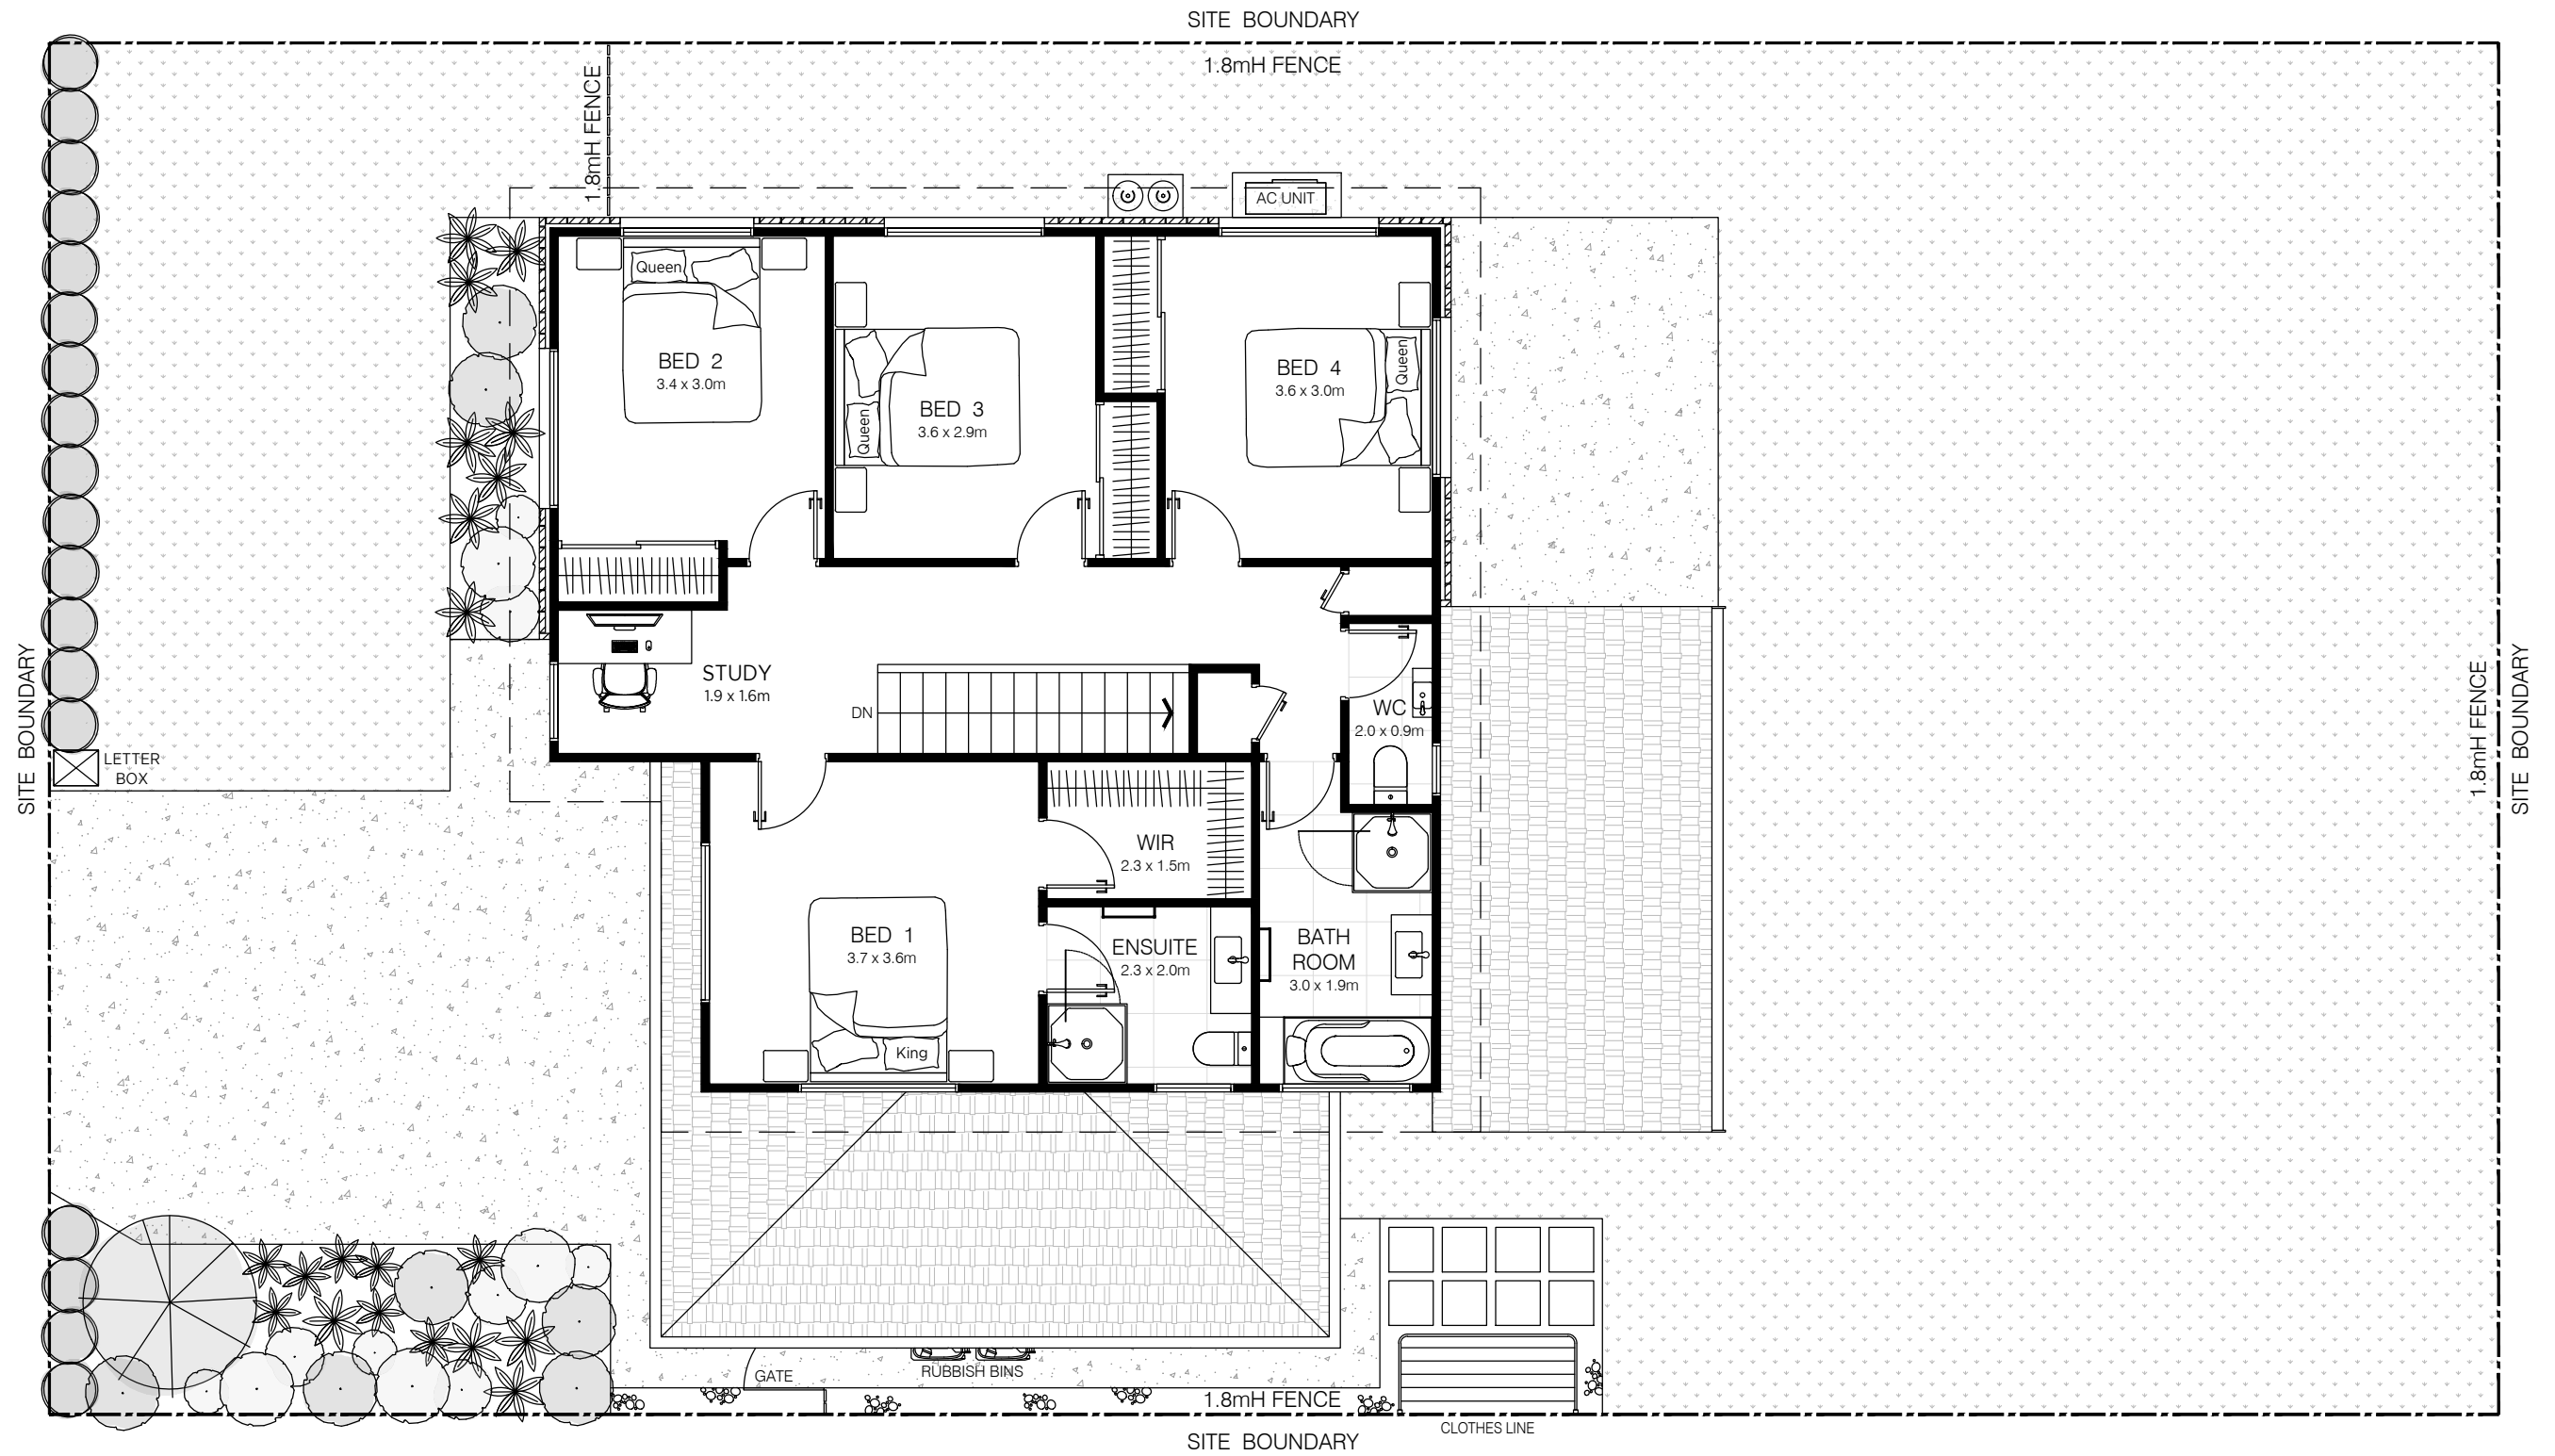 SITE BOUNDARY
1.8mH FENCE
1.8mH FENCE
AC UNIT
Queen
BED 2
3.4 x 3.0m
BED 3
3.6 x 2.9m
Queen
BED 4
3.6 x 3.0m
Queen
STUDY
1.9 x 1.6m
DN
WC
2.0 x 0.9m
SITE BOUNDARY
LETTER
BOX
1.8mH FENCE
SITE BOUNDARY
WIR
2.3 x 1.5m
BED 1
3.7 x 3.6m
King
ENSUITE
2.3 x 2.0m
BATH
ROOM
3.0 x 1.9m
GATE
RUBBISH BINS
1.8mH FENCE
CLOTHES LINE
SITE BOUNDARY